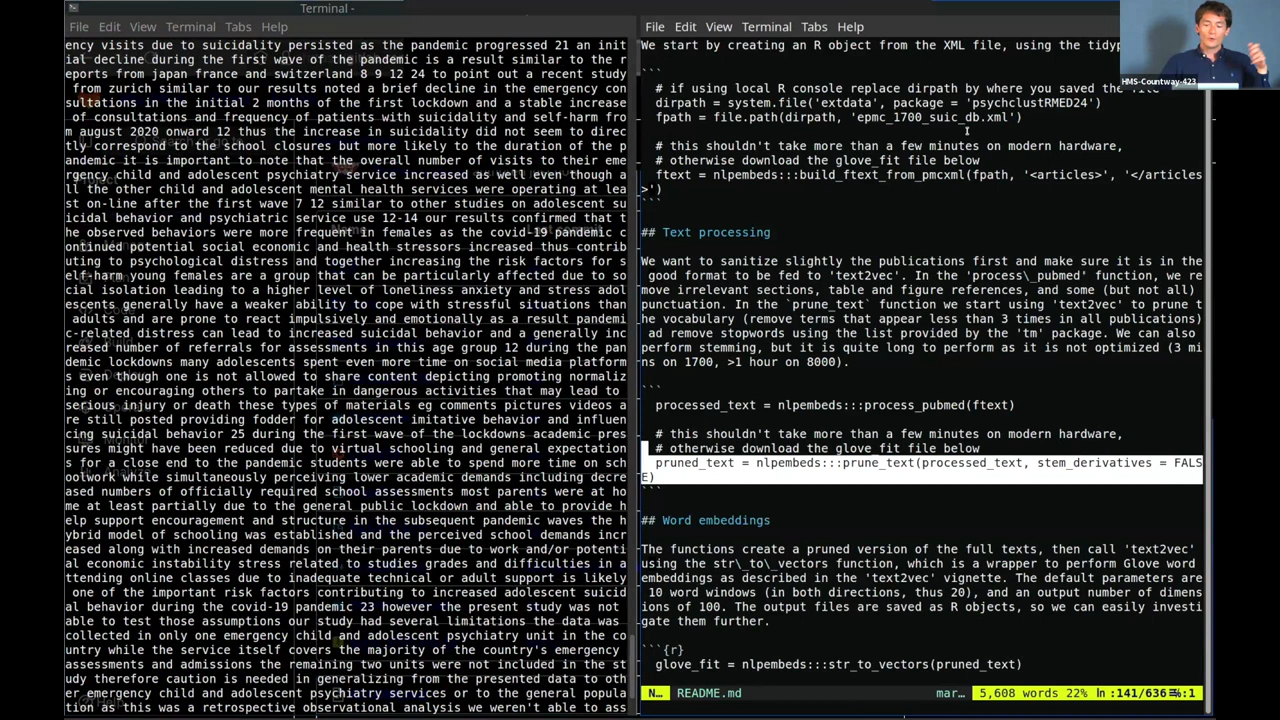 Terminal -
File Edit View Terminal Tabs Help
ency visits due to suicidality persisted as the pandemic progressed 21 an init
ial decline during the first wave of the pandemic is a result similar to the r
eports from japan france and switzerland 8 9 12 24 to point out a recent study
from zurich similar to our results noted a brief decline in the emergency con
sultations in the initial 2 months of the first lockdown and a stable increase
of consultations and frequency of patients with suicidality and self-harm fro
m august 2020 onward 12 thus the increase in suicidality did not seem to direc
tly correspond to the school closures but more likely to the duration of the p
andemic it is important to note that the overall number of visits to their eme
rgency child and adolescent psychiatry service increased as well even though a
ll the other child and adolescent mental health services were operating at lea
st on-line after the first wave 7 12 similar to other studies on adolescent su
icidal behavior and psychiatric service use 12-14 our results confirmed that t
he observed behaviors were more frequent in females as the covid-19 pandemic c
ontinued potential social economic and health stressors increased thus contrib
uting to psychological distress and together increasing the risk factors for s
elf-harm young females are a group that can be particularly affected due to so
cial isolation leading to a higher level of loneliness anxiety and stress adol
escents generally have a weaker ability to cope with stressful situations than
adults and are prone to react impulsively and emotionally as a result pandemi
c-related distress can lead to increased suicidal behavior and a generally inc
reased number of referrals for assessments in this age group 12 during the pan
demic lockdowns many adolescents spent even more time on social media platform
s even though one is not allowed to share content depicting promoting normaliz
ing or encouraging others to partake in dangerous activities that may lead to
serious injury or death these types of materials eg comments pictures videos a
re still posted providing fodder for adolescent imitative behavior and influen
cing suicidal behavior 25 during the first wave of the lockdowns academic pres
sures might have been reduced due to virtual schooling and general expectation
s for a close end to the pandemic students were able to spend more time on sch
oolwork while simultaneously perceiving lower academic demands including decre
ased numbers of officially required school assessments most parents were at ho
me at least partially due to the general public lockdown and able to provide h
elp support encouragement and structure in the subsequent pandemic waves the h
ybrid model of schooling was established and the perceived school demands incr
eased along with increased demands on their parents due to work and/or potenti
al economic instability stress related to studies grades and difficulties in a
ttending online classes due to inadequate technical or adult support is likely
one of the important risk factors contributing to increased adolescent suicid
al behavior during the covid-19 pandemic 23 however the present study was not
able to test those assumptions our study had several limitations the data was
collected in only one emergency child and adolescent psychiatry unit in the co
untry while the service itself covers the majority of the country's emergency
assessments and admissions the remaining two units were not included in the st
udy therefore caution is needed in generalizing from the presented data to oth
er emergency child and adolescent psychiatry services or to the general popula
tion as this was a retrospective observational analysis we weren't able to ass
File Edit View Terminal Tabs Help
We start by creating an R object from the XML file, using the tidyp
```
# if using local R console replace dirpath by where you saved the file
dirpath = system.file('extdata', package = 'psychclustRMED24')
fpath = file.path(dirpath, 'epmc_1700_suic_db.xml')
# this shouldn't take more than a few minutes on modern hardware,
# otherwise download the glove_fit file below
ftext = nlpembeds:::build_ftext_from_pmcxml(fpath, '<articles>', '</articles
>')
```
## Text processing
We want to sanitize slightly the publications first and make sure it is in the
good format to be fed to 'text2vec'. In the 'process\_pubmed' function, we re
move irrelevant sections, table and figure references, and some (but not all)
punctuation. In the `prune_text` function we start using 'text2vec' to prune t
he vocabulary (remove terms that appear less than 3 times in all publications)
ad remove stopwords using the list provided by the 'tm' package. We can also
perform stemming, but it is quite long to perform as it is not optimized (3 mi
ns on 1700, >1 hour on 8000).
```
processed_text = nlpembeds:::process_pubmed(ftext)
# this shouldn't take more than a few minutes on modern hardware,
# otherwise download the glove_fit file below
pruned_text = nlpembeds:::prune_text(processed_text, stem_derivatives = FALS
E)
```
## Word embeddings
The functions create a pruned version of the full texts, then call 'text2vec'
using the str\_to\_vectors function, which is a wrapper to perform Glove word
embeddings as described in the 'text2vec' vignette. The default parameters are
10 word windows (in both directions, thus 20), and an output number of dimens
ions of 100. The output files are saved as R objects, so we can easily investi
gate them further.
```{r}
glove_fit = nlpembeds:::str_to_vectors(pruned_text)
N… README.md mar… 5,608 words 22% ln :141/636 :1
HMS-Countway-423